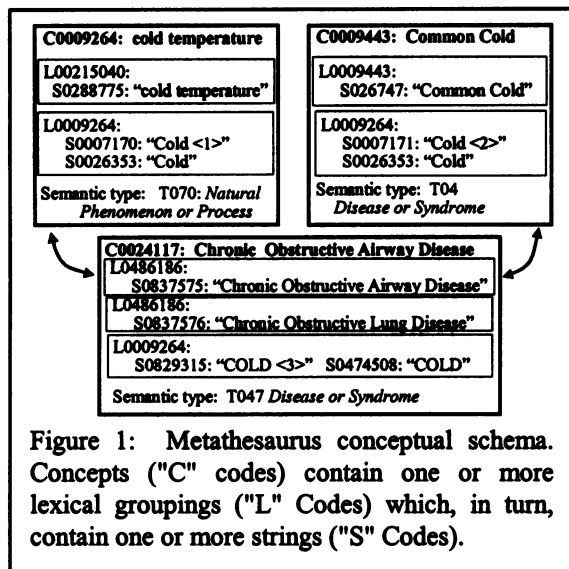 C0009264: cold temperature
L00215040:
S0288775: “cold temperature”
L0009264:
S0007170: “Cold <1>”
S0026353: “Cold”
Semantic type: T070: Natural
Phenomenon or Process
C0009443: Common Cold
L0009443:
S026747: “Common Cold”
L0009264:
S0007171: “Cold <2>”
S0026353: “Cold”
Semantic type: T04
Disease or Syndrome
C0024117: Chronic Obstructive Airway Disease
L0486186:
S0837575: “Chronic Obstructive Airway Disease”
L0486186:
S0837576: “Chronic Obstructive Lung Disease”
L0009264:
S0829315: “COLD <3>” S0474508: “COLD”
Semantic type: T047 Disease or Syndrome
Figure 1: Metathesaurus conceptual schema.
Concepts ("C" codes) contain one or more
lexical groupings ("L" Codes) which, in turn,
contain one or more strings ("S" Codes).